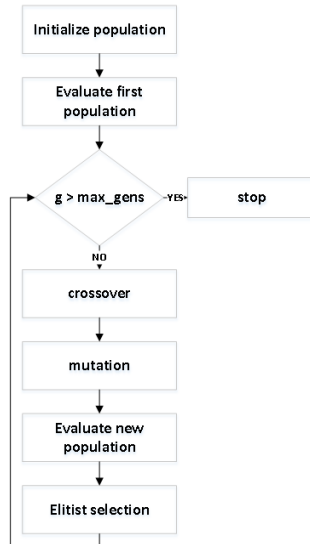 Initialize population
Evaluate first
population
g > max_gens
YES
stop
NO
crossover
mutation
Evaluate new
population
Elitist selection